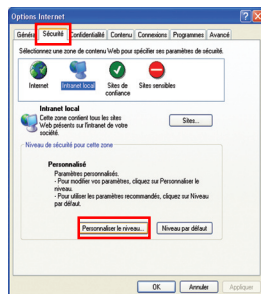 Options Internet
Général Sécurité Confidentialité Contenu Connexions Programmes Avancé
Sélectionnez une zone de contenu Web pour spécifier ses paramètres de sécurité.
Internet Intranet local Sites de confiance Sites sensibles
Intranet local
Cette zone contient tous les sites
Web présents sur l'intranet de votre
société.
Sites...
Niveau de sécurité pour cette zone
Personnalisé
Paramètres personnalisés.
- Pour modifier vos paramètres, cliquez sur Personnaliser le
niveau.
- Pour utiliser les paramètres recommandés, cliquez sur Niveau
par défaut.
Personnaliser le niveau... Niveau par défaut
OK Annuler Appliquer